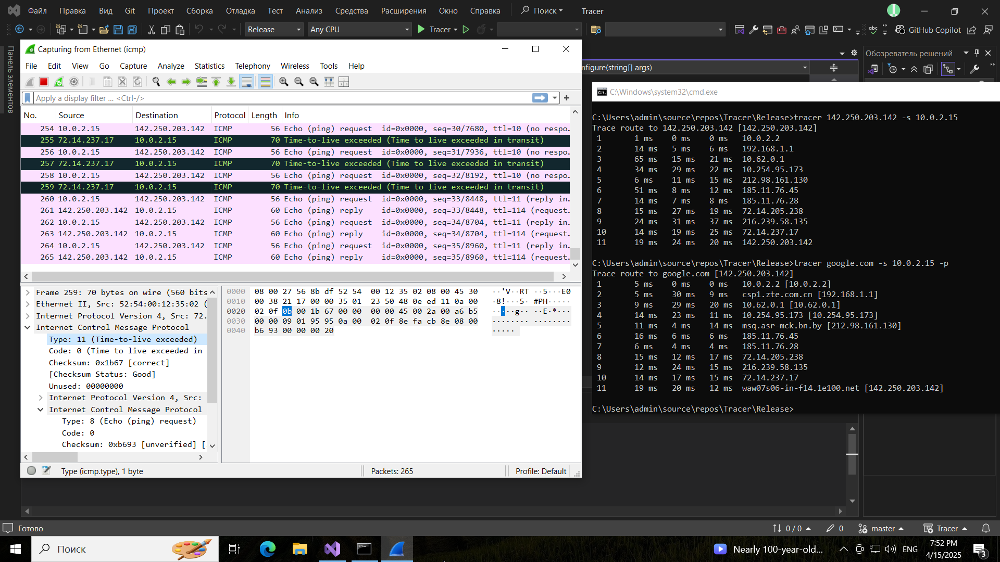 Файл Правка Вид Git Проект Сборка Отладка Тест Анализ Средства Расширения Окно Справка Поиск Tracer
Release Any CPU Tracer GitHub Copilot
Панель элементов
Capturing from Ethernet (icmp)
File Edit View Go Capture Analyze Statistics Telephony Wireless Tools Help
Apply a display filter ... <Ctrl-/>
No. Source Destination Protocol Length Info
254 10.0.2.15 142.250.203.142 ICMP 56 Echo (ping) request id=0x0000, seq=30/7680, ttl=10 (no respo…
255 72.14.237.17 10.0.2.15 ICMP 70 Time-to-live exceeded (Time to live exceeded in transit)
256 10.0.2.15 142.250.203.142 ICMP 56 Echo (ping) request id=0x0000, seq=31/7936, ttl=10 (no respo…
257 72.14.237.17 10.0.2.15 ICMP 70 Time-to-live exceeded (Time to live exceeded in transit)
258 10.0.2.15 142.250.203.142 ICMP 56 Echo (ping) request id=0x0000, seq=32/8192, ttl=10 (no respo…
259 72.14.237.17 10.0.2.15 ICMP 70 Time-to-live exceeded (Time to live exceeded in transit)
260 10.0.2.15 142.250.203.142 ICMP 56 Echo (ping) request id=0x0000, seq=33/8448, ttl=11 (reply in…
261 142.250.203.142 10.0.2.15 ICMP 60 Echo (ping) reply id=0x0000, seq=33/8448, ttl=114 (request…
262 10.0.2.15 142.250.203.142 ICMP 56 Echo (ping) request id=0x0000, seq=34/8704, ttl=11 (reply in…
263 142.250.203.142 10.0.2.15 ICMP 60 Echo (ping) reply id=0x0000, seq=34/8704, ttl=114 (request…
264 10.0.2.15 142.250.203.142 ICMP 56 Echo (ping) request id=0x0000, seq=35/8960, ttl=11 (reply in…
265 142.250.203.142 10.0.2.15 ICMP 60 Echo (ping) reply id=0x0000, seq=35/8960, ttl=114 (request…
Frame 259: 70 bytes on wire (560 bits
Ethernet II, Src: 52:54:00:12:35:02 (
Internet Protocol Version 4, Src: 72.
Internet Control Message Protocol
Type: 11 (Time-to-live exceeded)
Code: 0 (Time to live exceeded in
Checksum: 0x1b67 [correct]
[Checksum Status: Good]
Unused: 00000000
Internet Protocol Version 4, Src:
Internet Control Message Protocol
Type: 8 (Echo (ping) request)
Code: 0
Checksum: 0xb693 [unverified] [
0000 08 00 27 56 8b df 52 54 00 12 35 02 08 00 45 30 ··'V··RT ··5···E0
0010 00 38 21 17 00 00 35 01 23 50 48 0e ed 11 0a 00 ·8!···5· #PH·····
0020 02 0f 0b 00 1b 67 00 00 00 00 45 00 2a 00 a6 b5 ·····g·· ··E·*···
0030 00 00 09 01 95 95 0a 00 02 0f 8e fa cb 8e 08 00 ········ ········
0040 b6 93 00 00 00 20 ·····
Type (icmp.type), 1 byte Packets: 265 Profile: Default
nfigure(string[] args)
Обозреватель решений
C:\Windows\system32\cmd.exe
C:\Users\admin\source\repos\Tracer\Release>tracer 142.250.203.142 -s 10.0.2.15
Trace route to 142.250.203.142 [142.250.203.142]
1 1 ms 0 ms 0 ms 10.0.2.2
2 14 ms 5 ms 6 ms 192.168.1.1
3 65 ms 15 ms 21 ms 10.62.0.1
4 34 ms 29 ms 22 ms 10.254.95.173
5 6 ms 11 ms 15 ms 212.98.161.130
6 51 ms 8 ms 12 ms 185.11.76.45
7 14 ms 7 ms 8 ms 185.11.76.28
8 15 ms 27 ms 19 ms 72.14.205.238
9 24 ms 31 ms 37 ms 216.239.58.135
10 14 ms 19 ms 25 ms 72.14.237.17
11 19 ms 24 ms 20 ms 142.250.203.142
C:\Users\admin\source\repos\Tracer\Release>tracer google.com -s 10.0.2.15 -p
Trace route to google.com [142.250.203.142]
1 5 ms 0 ms 0 ms 10.0.2.2 [10.0.2.2]
2 5 ms 30 ms 9 ms csp1.zte.com.cn [192.168.1.1]
3 9 ms 29 ms 20 ms 10.62.0.1 [10.62.0.1]
4 14 ms 23 ms 11 ms 10.254.95.173 [10.254.95.173]
5 11 ms 4 ms 14 ms msq.asr-mck.bn.by [212.98.161.130]
6 16 ms 6 ms 6 ms 185.11.76.45
7 6 ms 4 ms 4 ms 185.11.76.28
8 15 ms 12 ms 17 ms 72.14.205.238
9 12 ms 24 ms 15 ms 216.239.58.135
10 14 ms 17 ms 15 ms 72.14.237.17
11 19 ms 20 ms 12 ms waw07s06-in-f14.1e100.net [142.250.203.142]
C:\Users\admin\source\repos\Tracer\Release>
Готово 0 / 0 0 master Tracer
Поиск Nearly 100-year-old... ENG 7:52 PM
4/15/2025 3